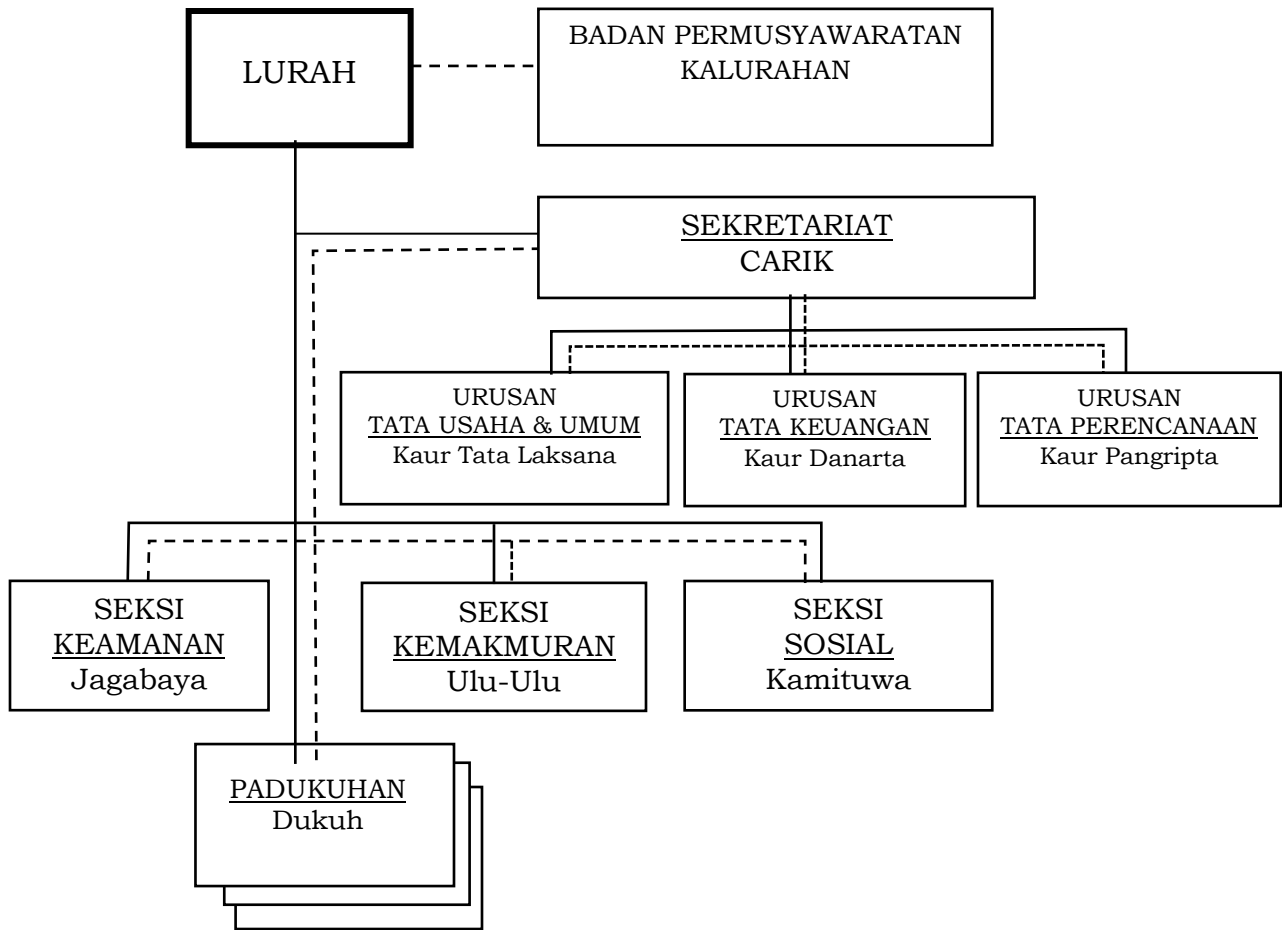 LURAH
BADAN PERMUSYAWARATAN
KALURAHAN
SEKRETARIAT
CARIK
URUSAN
TATA USAHA & UMUM
Kaur Tata Laksana
URUSAN
TATA KEUANGAN
Kaur Danarta
URUSAN
TATA PERENCANAAN
Kaur Pangripta
SEKSI
KEAMANAN
Jagabaya
SEKSI
KEMAKMURAN
Ulu-Ulu
SEKSI
SOSIAL
Kamituwa
PADUKUHAN
Dukuh